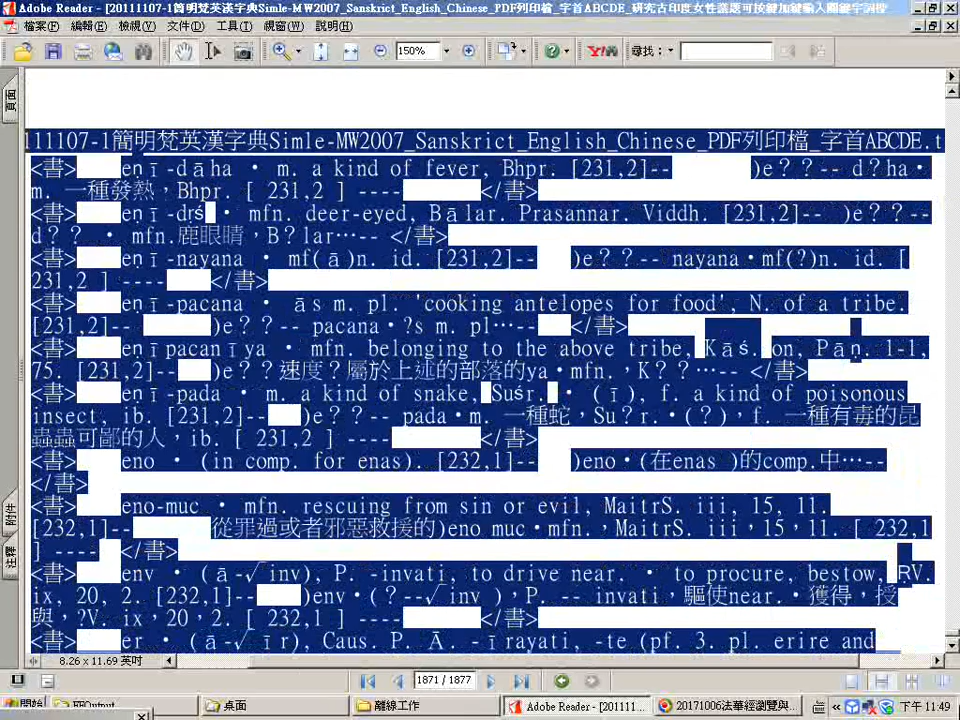 Adobe Reader - [20111107-1簡明梵英漢字典Simle-MW2007_Sanskrict_English_Chinese_PDF列印檔_字首ABCDE_研究古印度女性議題可按鍵加鍵輸入關鍵字詞檢
檔案(F) 編輯(E) 檢視(V) 文件(D) 工具(T) 視窗(W) 說明(H)
150% 尋找:
頁面
111107-1簡明梵英漢字典Simle-MW2007_Sanskrict_English_Chinese_PDF列印檔_字首ABCDE.t
<書> eṇī-dāha · m. a kind of fever, Bhpr. [231,2]-- )e？？-- d?ha·
m. 一種發熱，Bhpr. [ 231,2 ] ---- </書>
<書> eṇī-dṛś · mfn. deer-eyed, Bālar. Prasannar. Viddh. [231,2]-- )e？？--
d？？ · mfn.鹿眼睛，B？lar…-- </書>
<書> eṇī-nayana · mf(ā)n. id. [231,2]-- )e？？-- nayana·mf(?)n. id. [
231,2 ] ---- </書>
<書> eṇī-pacana · ās m. pl. 'cooking antelopes for food', N. of a tribe.
[231,2]-- )e？？-- pacana·?s m. pl…-- </書>
<書> eṇīpacanīya · mfn. belonging to the above tribe, Kāś. on, Pāṇ. 1-1,
75. [231,2]-- )e？？速度？屬於上述的部落的ya·mfn.，K？？…-- </書>
<書> eṇī-pada · m. a kind of snake, Suśr. · (ī), f. a kind of poisonous
insect, ib. [231,2]-- )e？？-- pada·m. 一種蛇，Su？r.·(？)，f. 一種有毒的昆
蟲蟲可鄙的人，ib. [ 231,2 ] ---- </書>
<書> eno · (in comp. for enas). [232,1]-- )eno·(在enas )的comp.中…--
</書>
<書> eno-muc · mfn. rescuing from sin or evil, MaitrS. iii, 15, 11.
[232,1]-- 從罪過或者邪惡救援的)eno muc·mfn.，MaitrS. iii，15，11. [ 232,1
] ---- </書>
<書> env · (ā-√inv), P. -invati, to drive near. · to procure, bestow, RV.
ix, 20, 2. [232,1]-- )env·(？--√ inv )，P. -- invati，驅使near.·獲得，授
與，?V. ix，20，2. [ 232,1 ] ---- </書>
<書> er · (ā-√ īr), Caus. P. Ā. -īrayati, -te (pf. 3. pl. erire and
附件
注釋
8.26 x 11.69 英吋
1871 / 1877
開始 FFOutput 桌面 離線工作 Adobe Reader - [2011... 20171006法華經瀏覽與... 下午 11:49